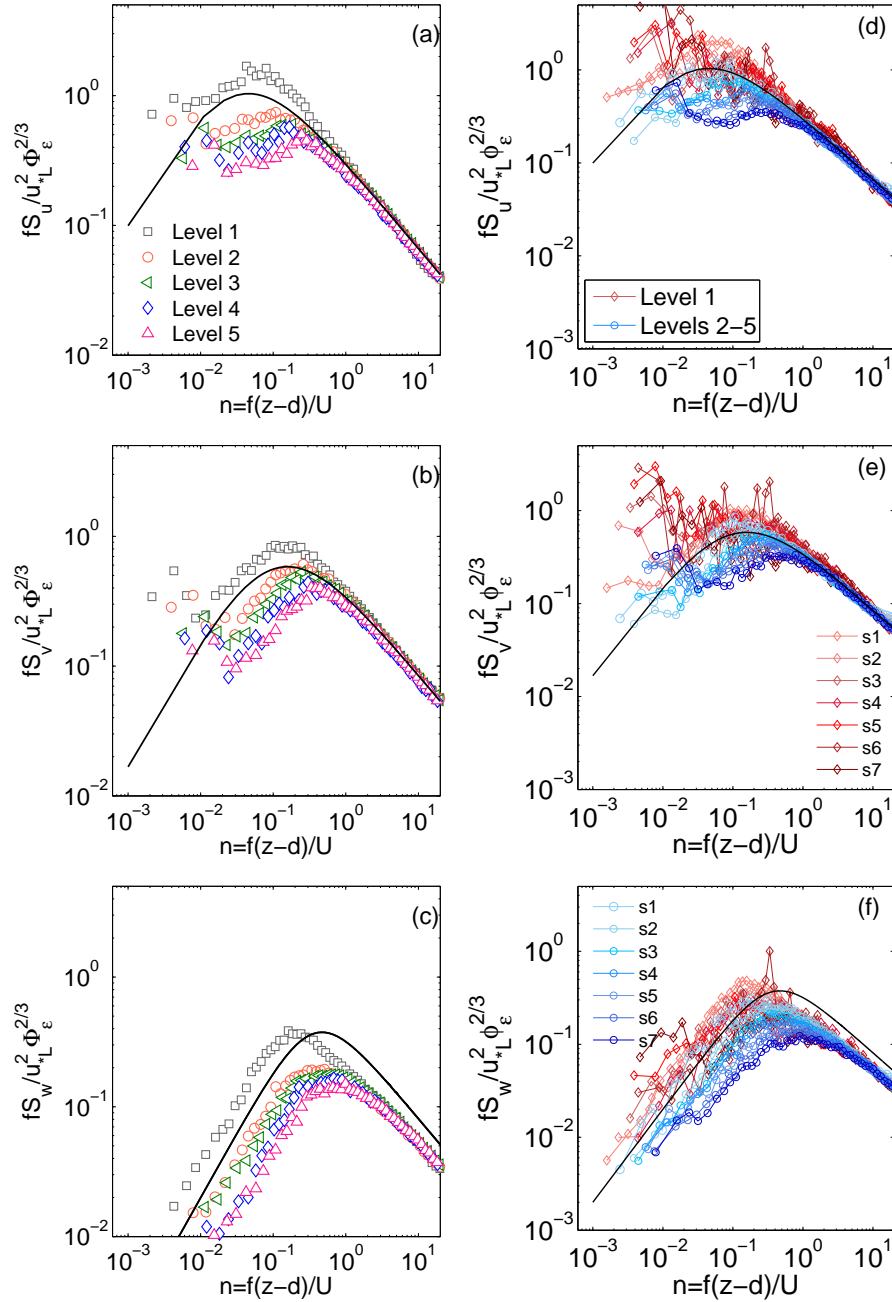 (a)
10^0
10^-1
10^-2
fS_u/u_{*L}^2 Φ_ε^{2/3}
Level 1
Level 2
Level 3
Level 4
Level 5
10^-3 10^-2 10^-1 10^0 10^1
n=f(z−d)/U
(d)
10^0
10^-1
10^-2
10^-3
fS_u/u_{*L}^2 ϕ_ε^{2/3}
Level 1
Levels 2−5
10^-3 10^-2 10^-1 10^0 10^1
n=f(z−d)/U
(b)
10^0
10^-1
10^-2
fS_v/u_{*L}^2 Φ_ε^{2/3}
10^-3 10^-2 10^-1 10^0 10^1
n=f(z−d)/U
(e)
10^0
10^-1
10^-2
10^-3
fS_v/u_{*L}^2 ϕ_ε^{2/3}
s1
s2
s3
s4
s5
s6
s7
10^-3 10^-2 10^-1 10^0 10^1
n=f(z−d)/U
(c)
10^0
10^-1
10^-2
fS_w/u_{*L}^2 Φ_ε^{2/3}
10^-3 10^-2 10^-1 10^0 10^1
n=f(z−d)/U
(f)
10^0
10^-1
10^-2
10^-3
fS_w/u_{*L}^2 ϕ_ε^{2/3}
s1
s2
s3
s4
s5
s6
s7
10^-3 10^-2 10^-1 10^0 10^1
n=f(z−d)/U